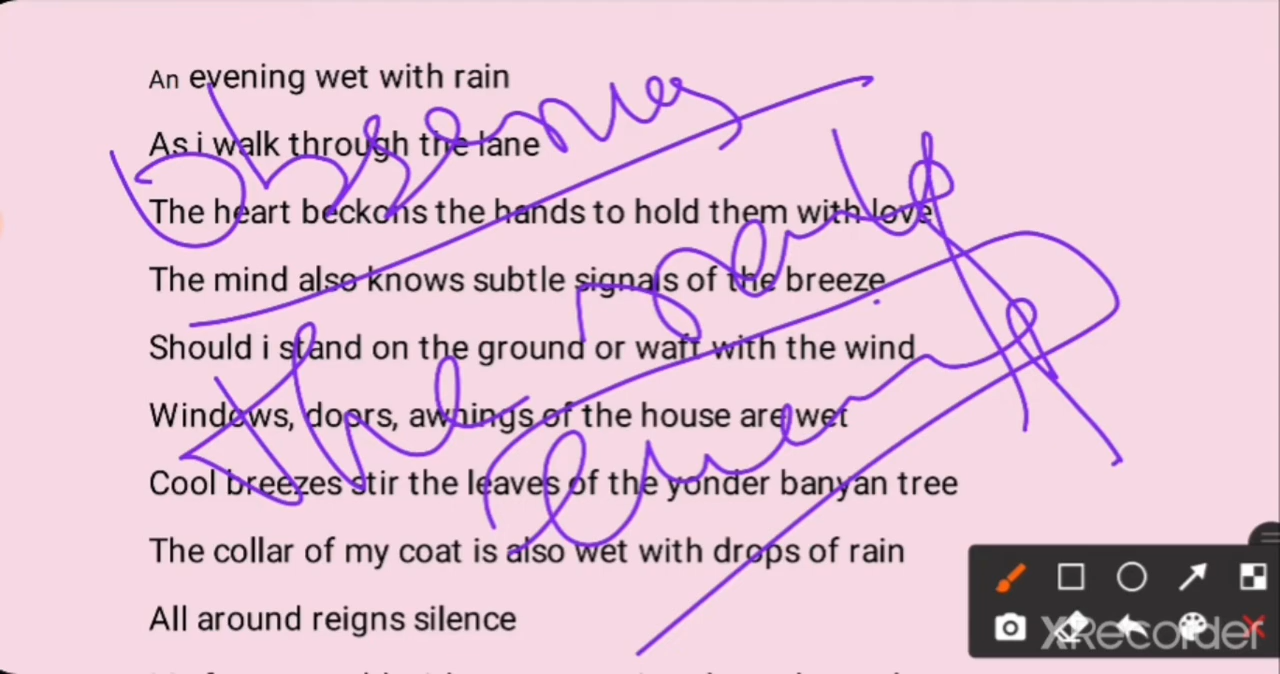 An evening wet with rain
As i walk through the lane
The heart beckons the hands to hold them with love
The mind also knows subtle signals of the breeze
Should i stand on the ground or waft with the wind
Windows, doors, awnings of the house are wet
Cool breezes stir the leaves of the yonder banyan tree
The collar of my coat is also wet with drops of rain
All around reigns silence
observes
The
XRecorder